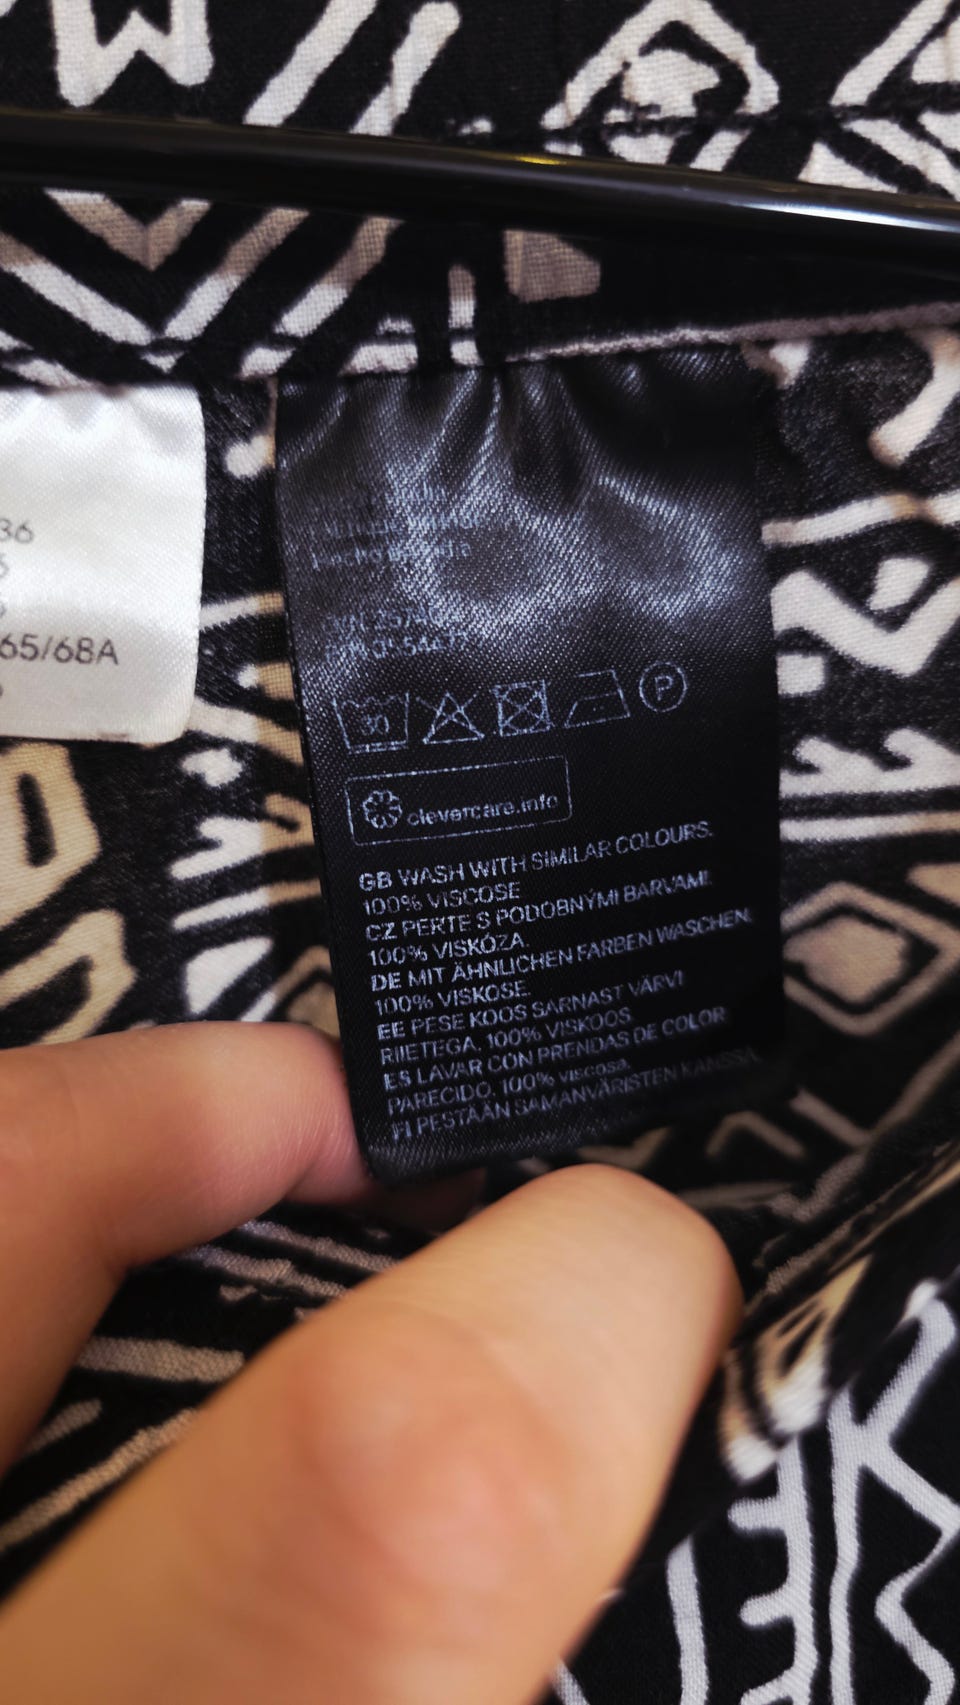 36
65/68A
30
P
clevercare.info
GB WASH WITH SIMILAR COLOURS.
100% VISCOSE
CZ PERTE S PODOBNÝMI BARVAMI.
100% VISKÓZA.
DE MIT ÄHNLICHEN FARBEN WASCHEN.
100% VISKOSE.
EE PESE KOOS SARNAST VÄRVI
RIIETEGA, 100% VISKOOS
ES LAVAR CON PRENDAS DE COLOR
PARECIDO, 100% viscosa.
FI PESTÄÄN SAMANVÄRISTEN KANSSA